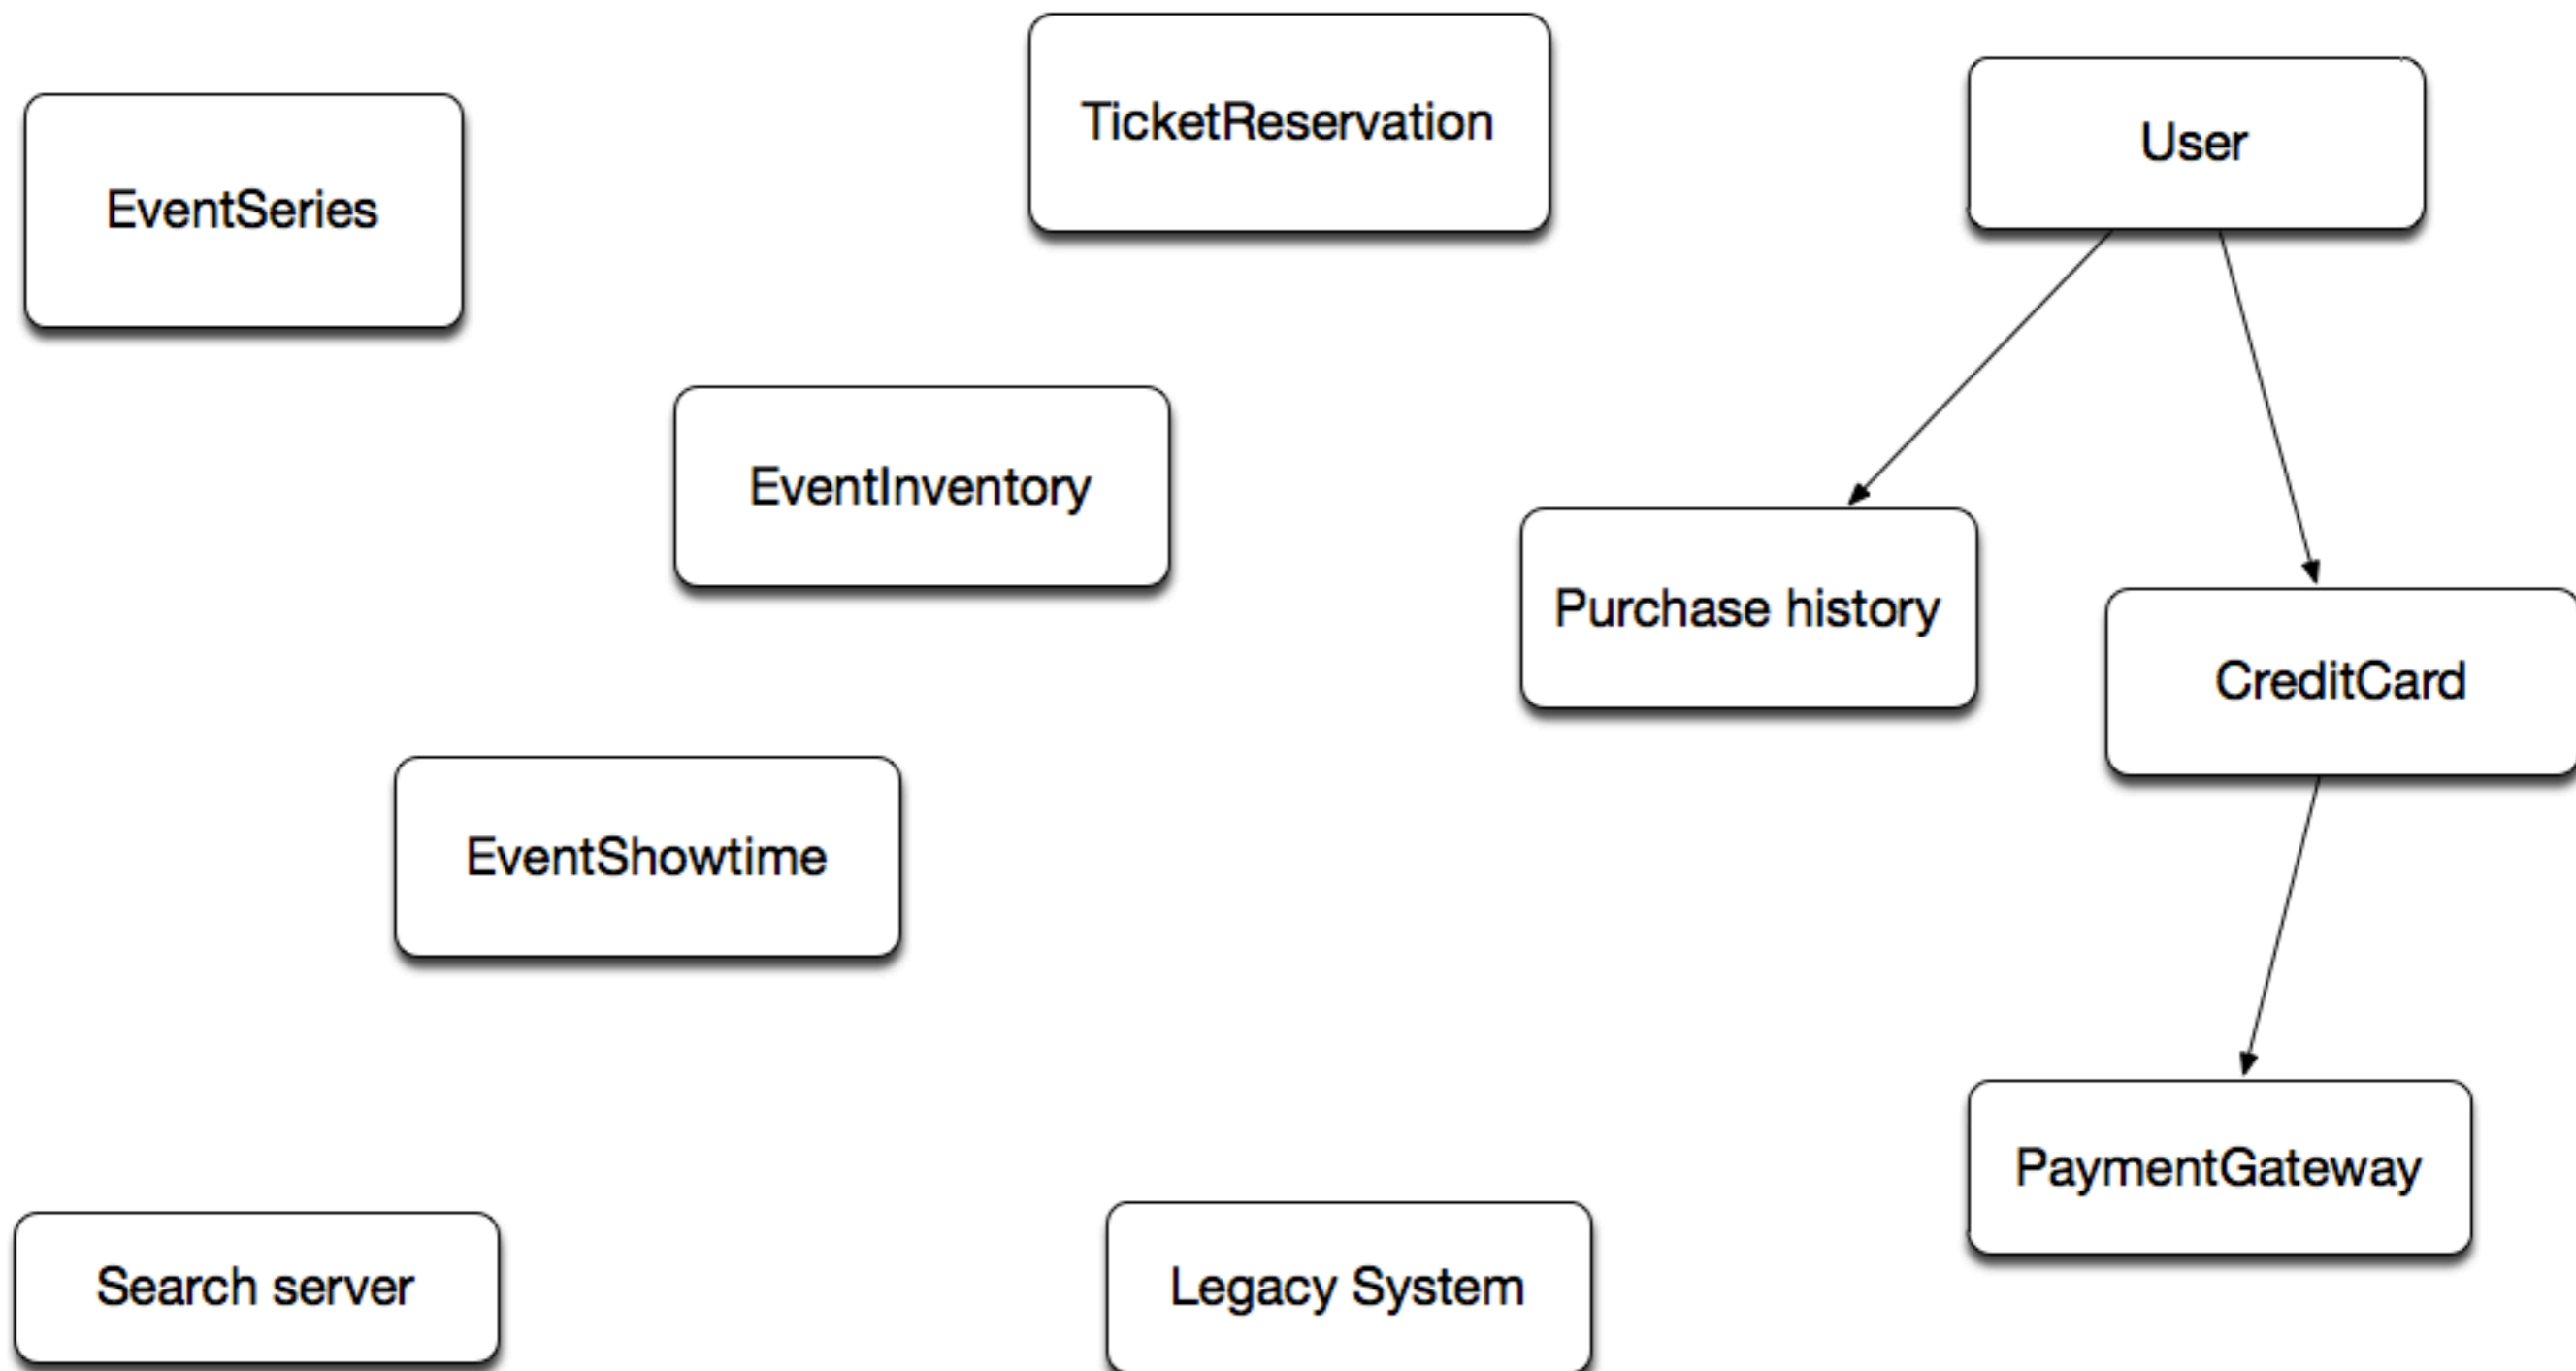 TicketReservation
User
EventSeries
EventInventory
Purchase history
CreditCard
EventShowtime
PaymentGateway
Search server
Legacy System